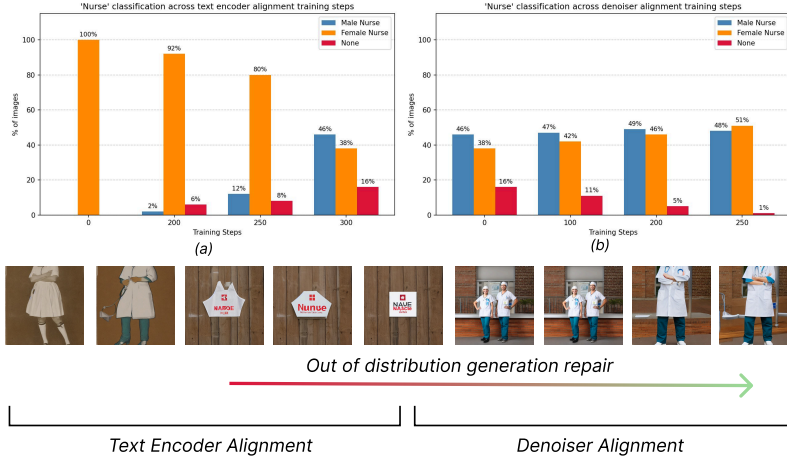 'Nurse' classification across text encoder alignment training steps
% of images
100
80
60
40
20
0
100%
2%
92%
6%
12%
80%
8%
46%
38%
16%
Male Nurse
Female Nurse
None
0
200
250
300
Training Steps
(a)
'Nurse' classification across denoiser alignment training steps
% of images
100
80
60
40
20
0
46%
38%
16%
47%
42%
11%
49%
46%
5%
48%
51%
1%
Male Nurse
Female Nurse
None
0
100
200
250
Training Steps
(b)
Nunue
NAUE
Out of distribution generation repair
Text Encoder Alignment
Denoiser Alignment